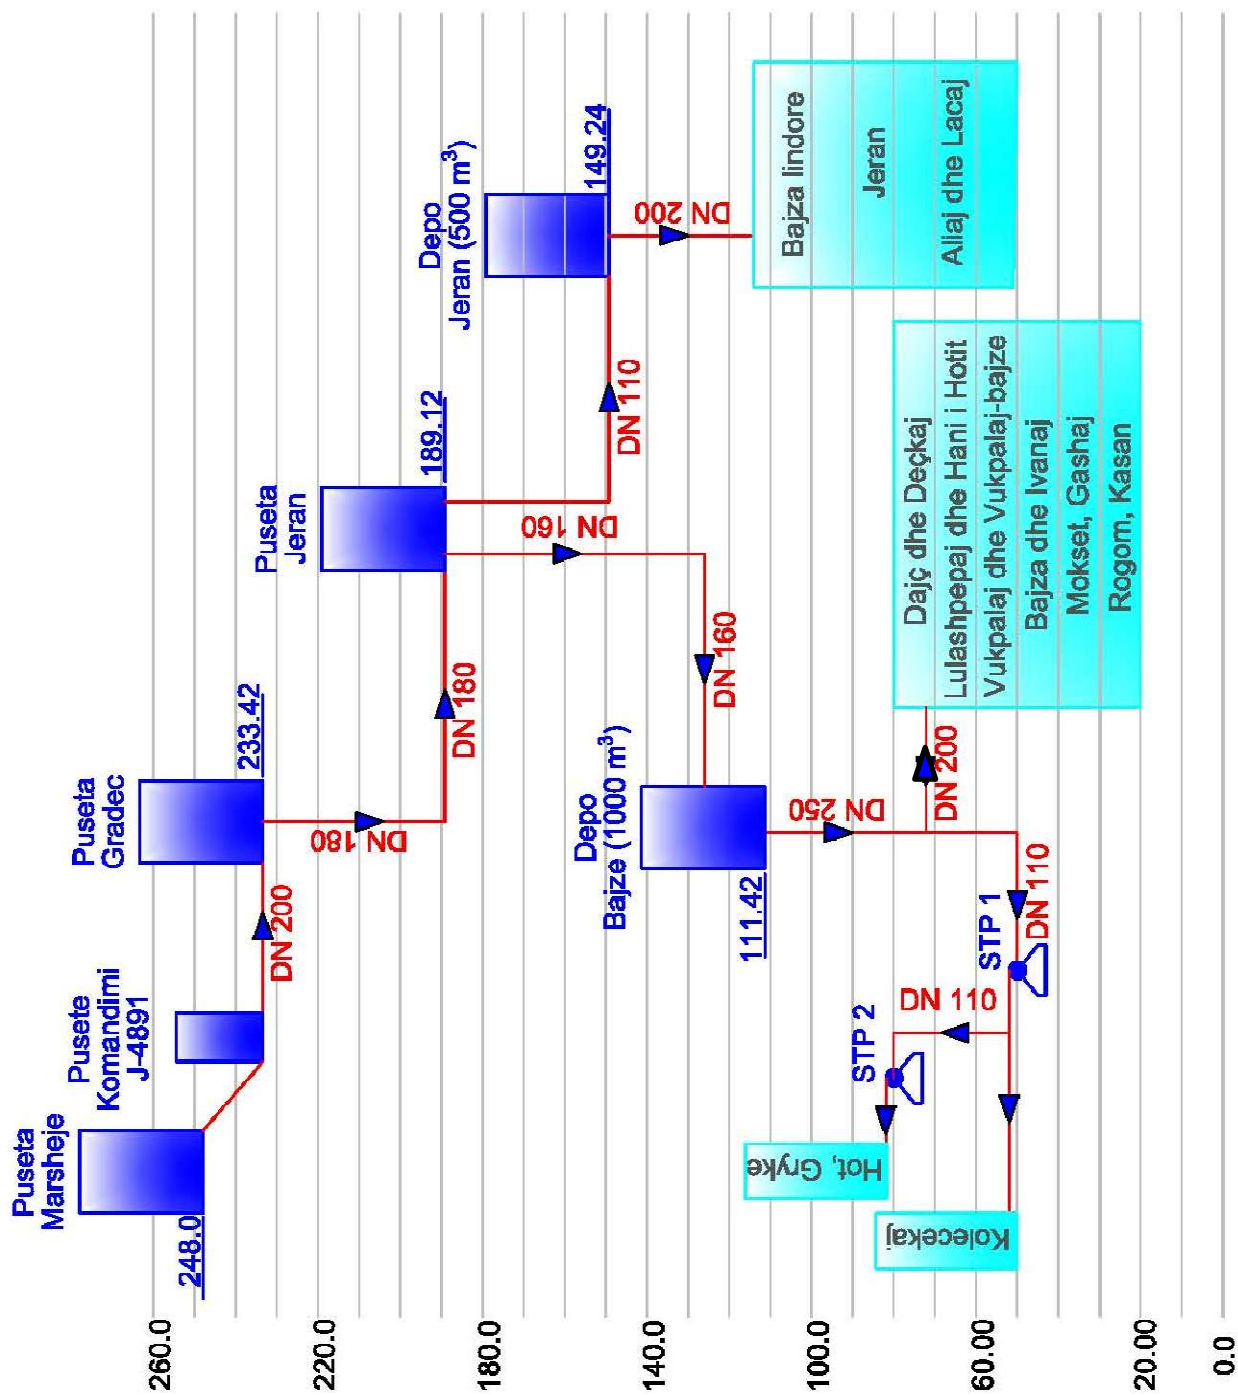 Puseta
Marsheje
248.0
Pusete
Komandimi
J-4891
DN 200
Puseta
Gradec
233.42
DN 180
DN 180
Puseta
Jeran
189.12
DN 160
DN 110
Depo
Jeran (500 m³)
149.24
DN 200
Bajza lindore
Jeran
Aliaj dhe Lacaj
DN 160
Depo
Bajze (1000 m³)
111.42
DN 250
DN 200
Dajç dhe Deçkaj
Lulashpepaj dhe Hani i Hotit
Vukpalaj dhe Vukpalaj-bajze
Bajza dhe Ivanaj
Mokset, Gashaj
Rogom, Kasan
DN 110
STP 1
DN 110
STP 2
Hot, Gryke
Kolecekaj
260.0
220.0
180.0
140.0
100.0
60.00
20.00
0.0